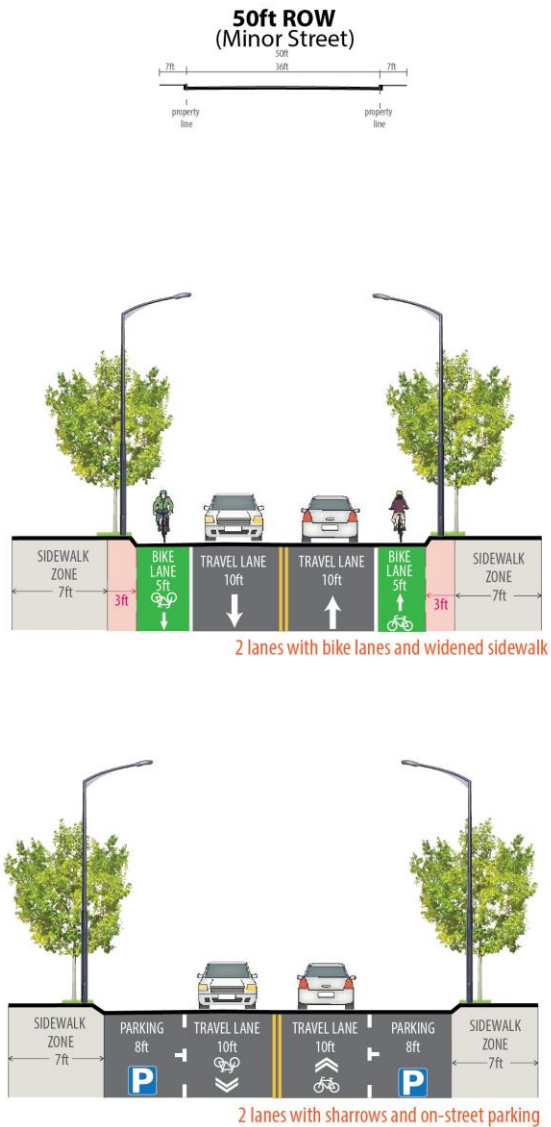 50ft ROW
(Minor Street)
50ft
7ft 36ft 7ft
property line property line
SIDEWALK ZONE 7ft
3ft
BIKE LANE 5ft
TRAVEL LANE 10ft
TRAVEL LANE 10ft
BIKE LANE 5ft
3ft
SIDEWALK ZONE 7ft
2 lanes with bike lanes and widened sidewalk
SIDEWALK ZONE 7ft
PARKING 8ft
P
TRAVEL LANE 10ft
TRAVEL LANE 10ft
PARKING 8ft
P
SIDEWALK ZONE 7ft
2 lanes with sharrows and on-street parking